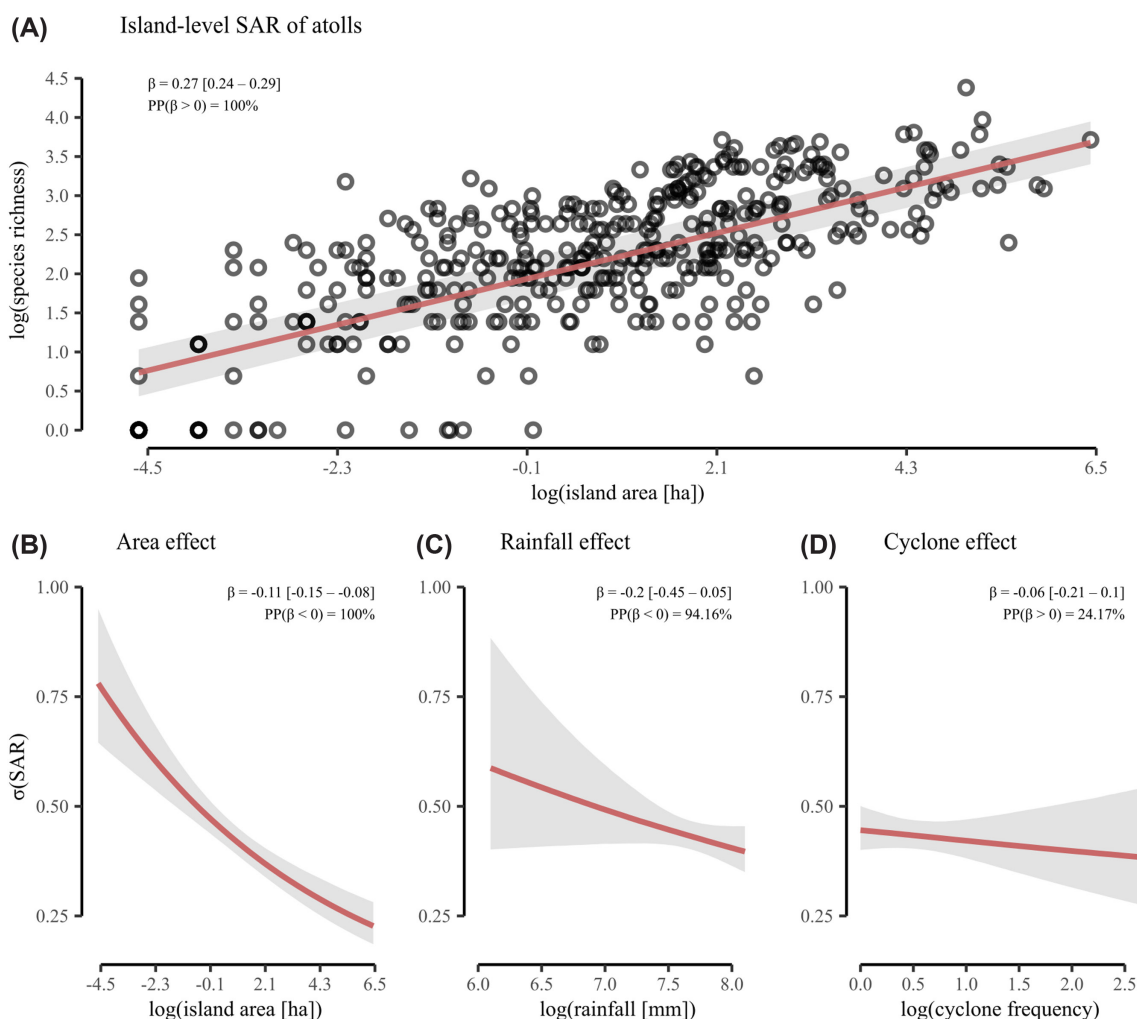 (A) Island-level SAR of atolls
β = 0.27 [0.24 – 0.29]
PP(β > 0) = 100%
log(species richness)
4.5
4.0
3.5
3.0
2.5
2.0
1.5
1.0
0.5
0.0
-4.5 -2.3 -0.1 2.1 4.3 6.5
log(island area [ha])
(B) Area effect
β = -0.11 [-0.15 – -0.08]
PP(β < 0) = 100%
σ(SAR)
1.00
0.75
0.50
0.25
-4.5 -2.3 -0.1 2.1 4.3 6.5
log(island area [ha])
(C) Rainfall effect
β = -0.2 [-0.45 – 0.05]
PP(β < 0) = 94.16%
1.00
0.75
0.50
0.25
6.0 6.5 7.0 7.5 8.0
log(rainfall [mm])
(D) Cyclone effect
β = -0.06 [-0.21 – 0.1]
PP(β > 0) = 24.17%
1.00
0.75
0.50
0.25
0.0 0.5 1.0 1.5 2.0 2.5
log(cyclone frequency)